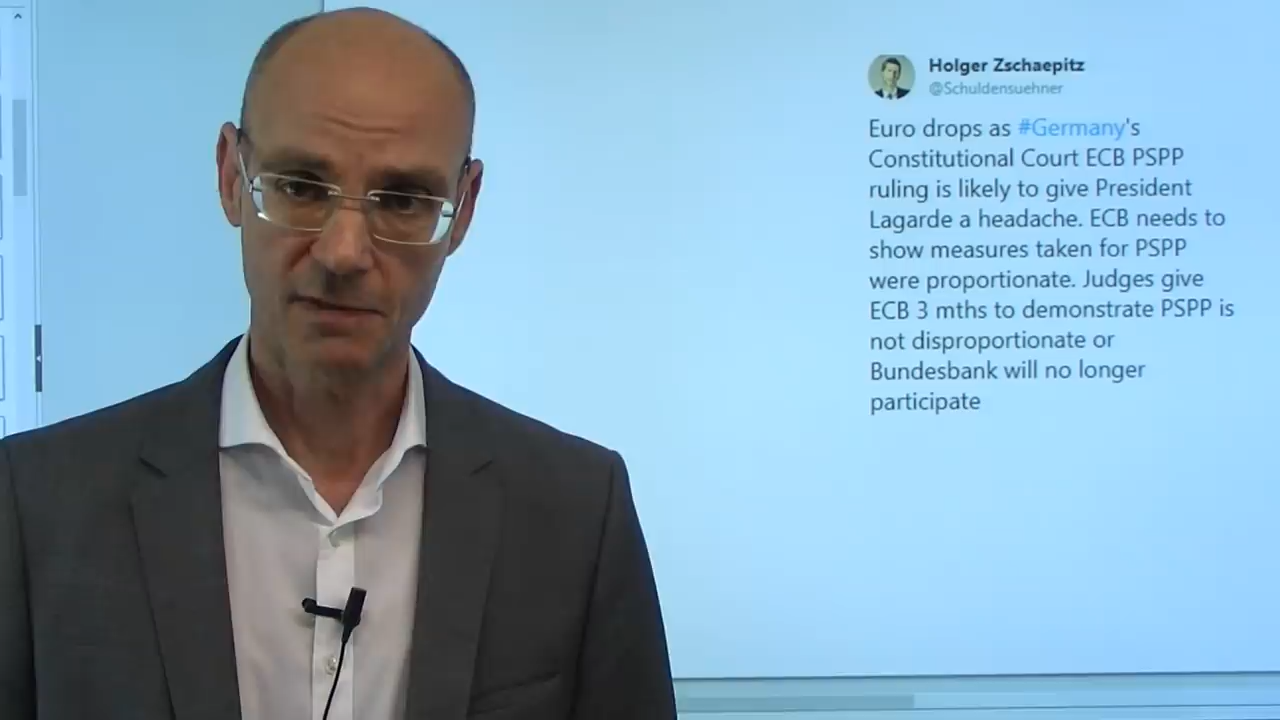 Holger Zschaepitz
@Schuldensuehner
Euro drops as #Germany's
Constitutional Court ECB PSPP
ruling is likely to give President
Lagarde a headache. ECB needs to
show measures taken for PSPP
were proportionate. Judges give
ECB 3 mths to demonstrate PSPP is
not disproportionate or
Bundesbank will no longer
participate